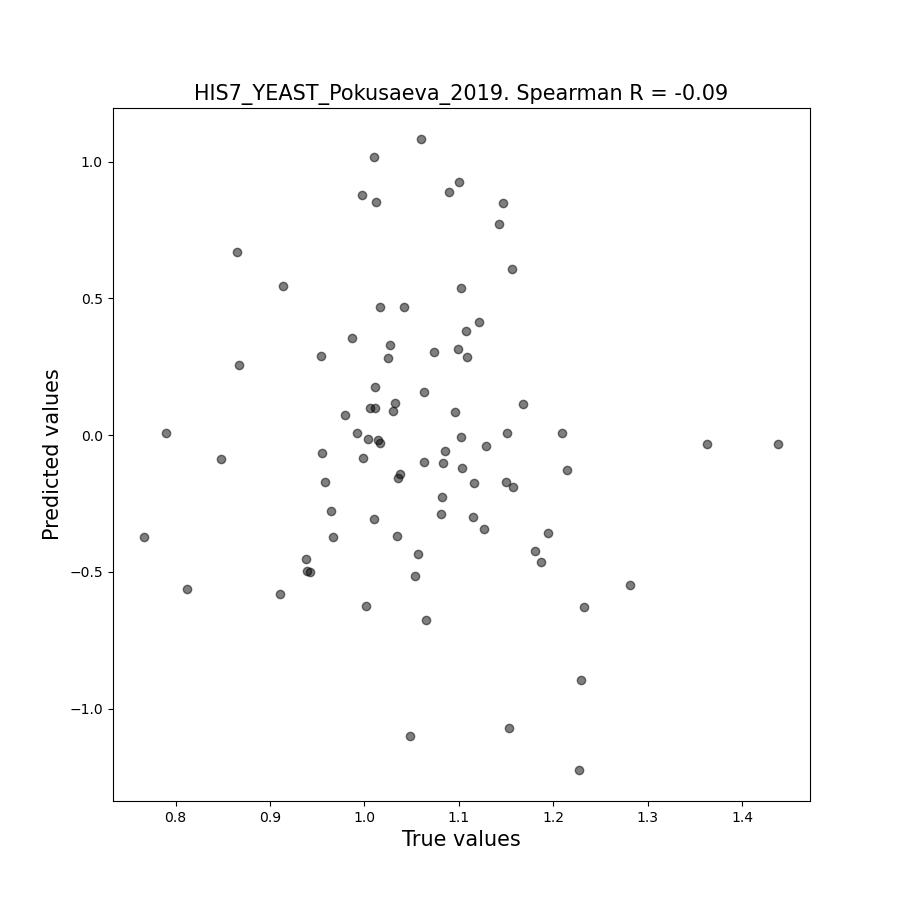 HIS7_YEAST_Pokusaeva_2019. Spearman R = -0.09
Predicted values
1.0
0.5
0.0
−0.5
−1.0
0.8 0.9 1.0 1.1 1.2 1.3 1.4
True values